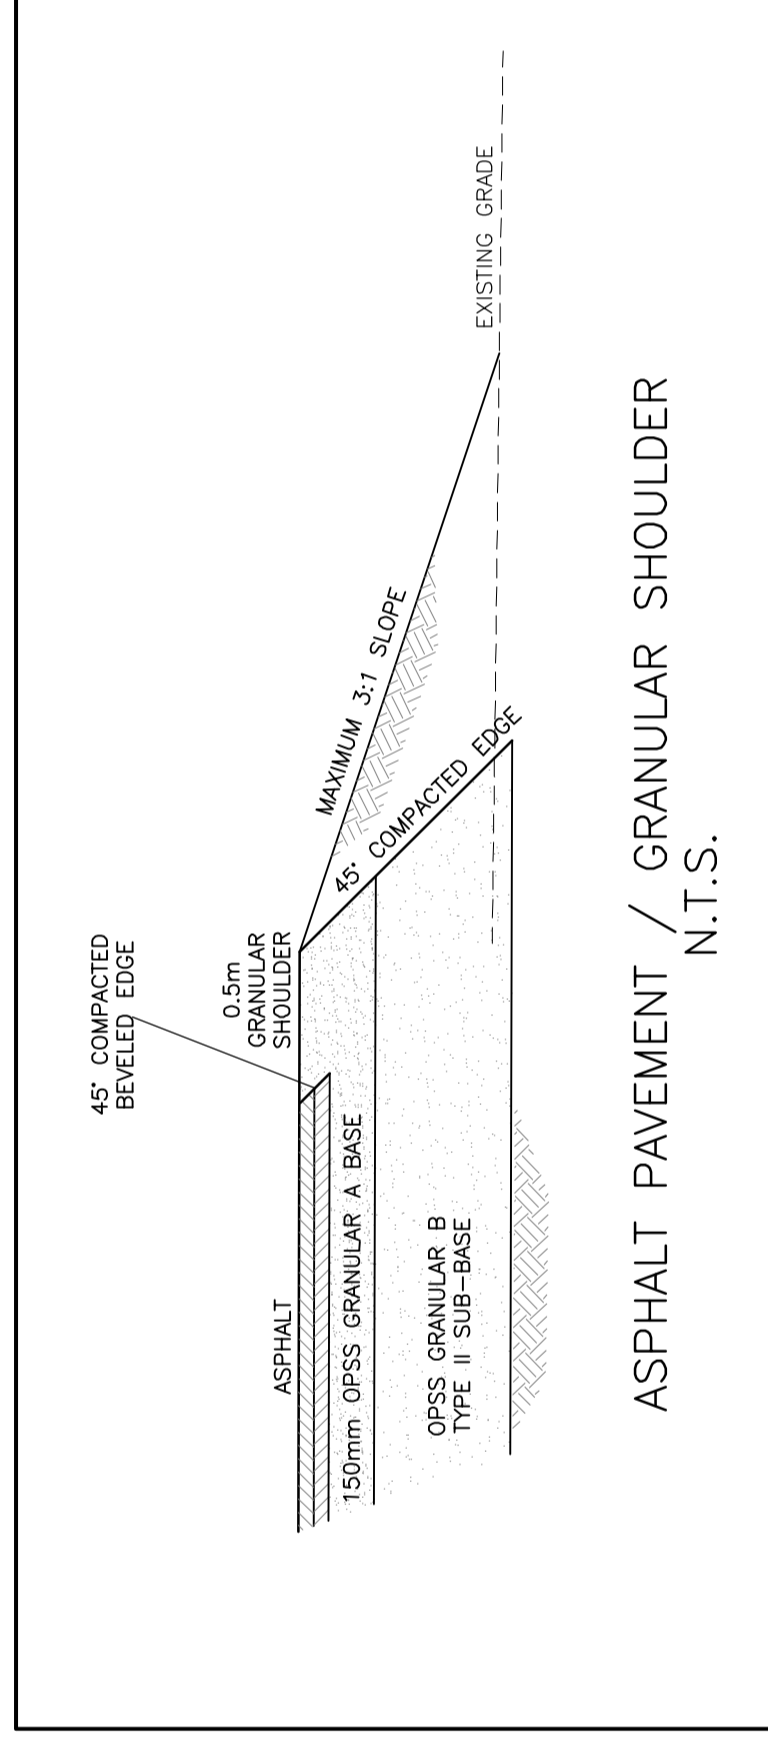 45° COMPACTED
BEVELED EDGE
0.5m
GRANULAR
SHOULDER
ASPHALT
MAXIMUM 3:1 SLOPE
45° COMPACTED EDGE
EXISTING GRADE
150mm OPSS GRANULAR A BASE
OPSS GRANULAR B
TYPE II SUB-BASE
ASPHALT PAVEMENT / GRANULAR SHOULDER
N.T.S.